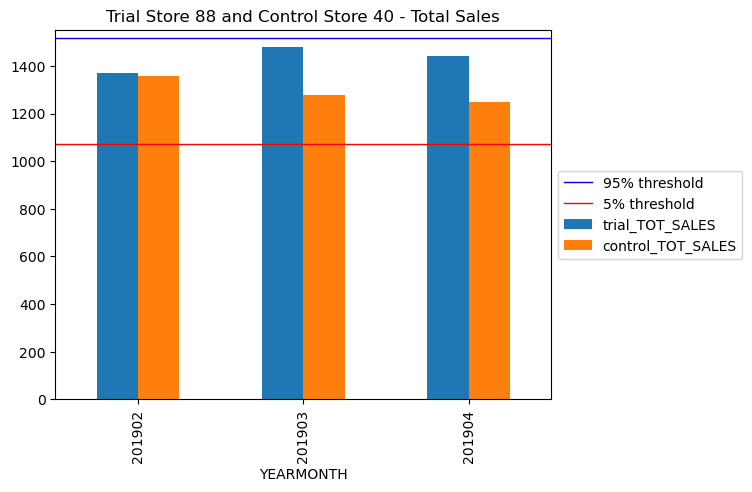 Trial Store 88 and Control Store 40 - Total Sales
1400
1200
1000
800
600
400
200
0
201902
201903
201904
YEARMONTH
95% threshold
5% threshold
trial_TOT_SALES
control_TOT_SALES